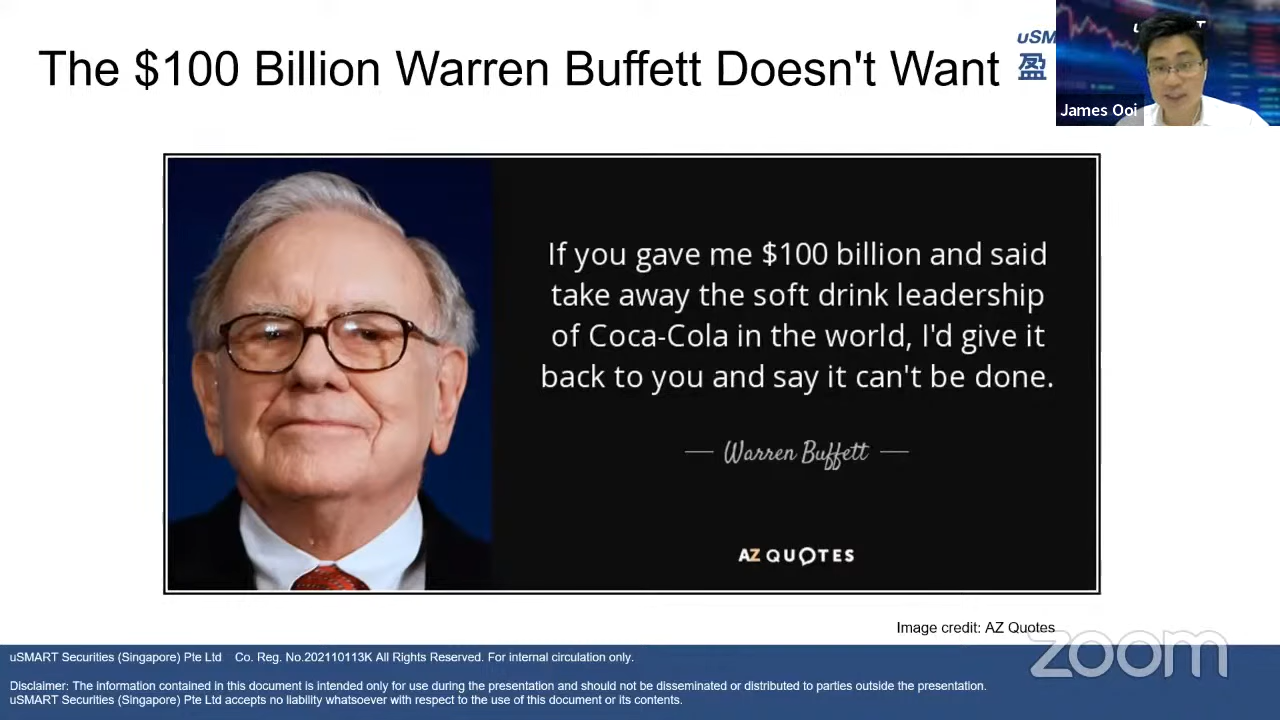 The $100 Billion Warren Buffett Doesn't Want
uSM
盈
James Ooi
If you gave me $100 billion and said
take away the soft drink leadership
of Coca-Cola in the world, I'd give it
back to you and say it can't be done.
— Warren Buffett —
AZ QUOTES
Image credit: AZ Quotes
zoom
uSMART Securities (Singapore) Pte Ltd Co. Reg. No.202110113K All Rights Reserved. For internal circulation only.
Disclaimer: The information contained in this document is intended only for use during the presentation and should not be disseminated or distributed to parties outside the presentation.
uSMART Securities (Singapore) Pte Ltd accepts no liability whatsoever with respect to the use of this document or its contents.